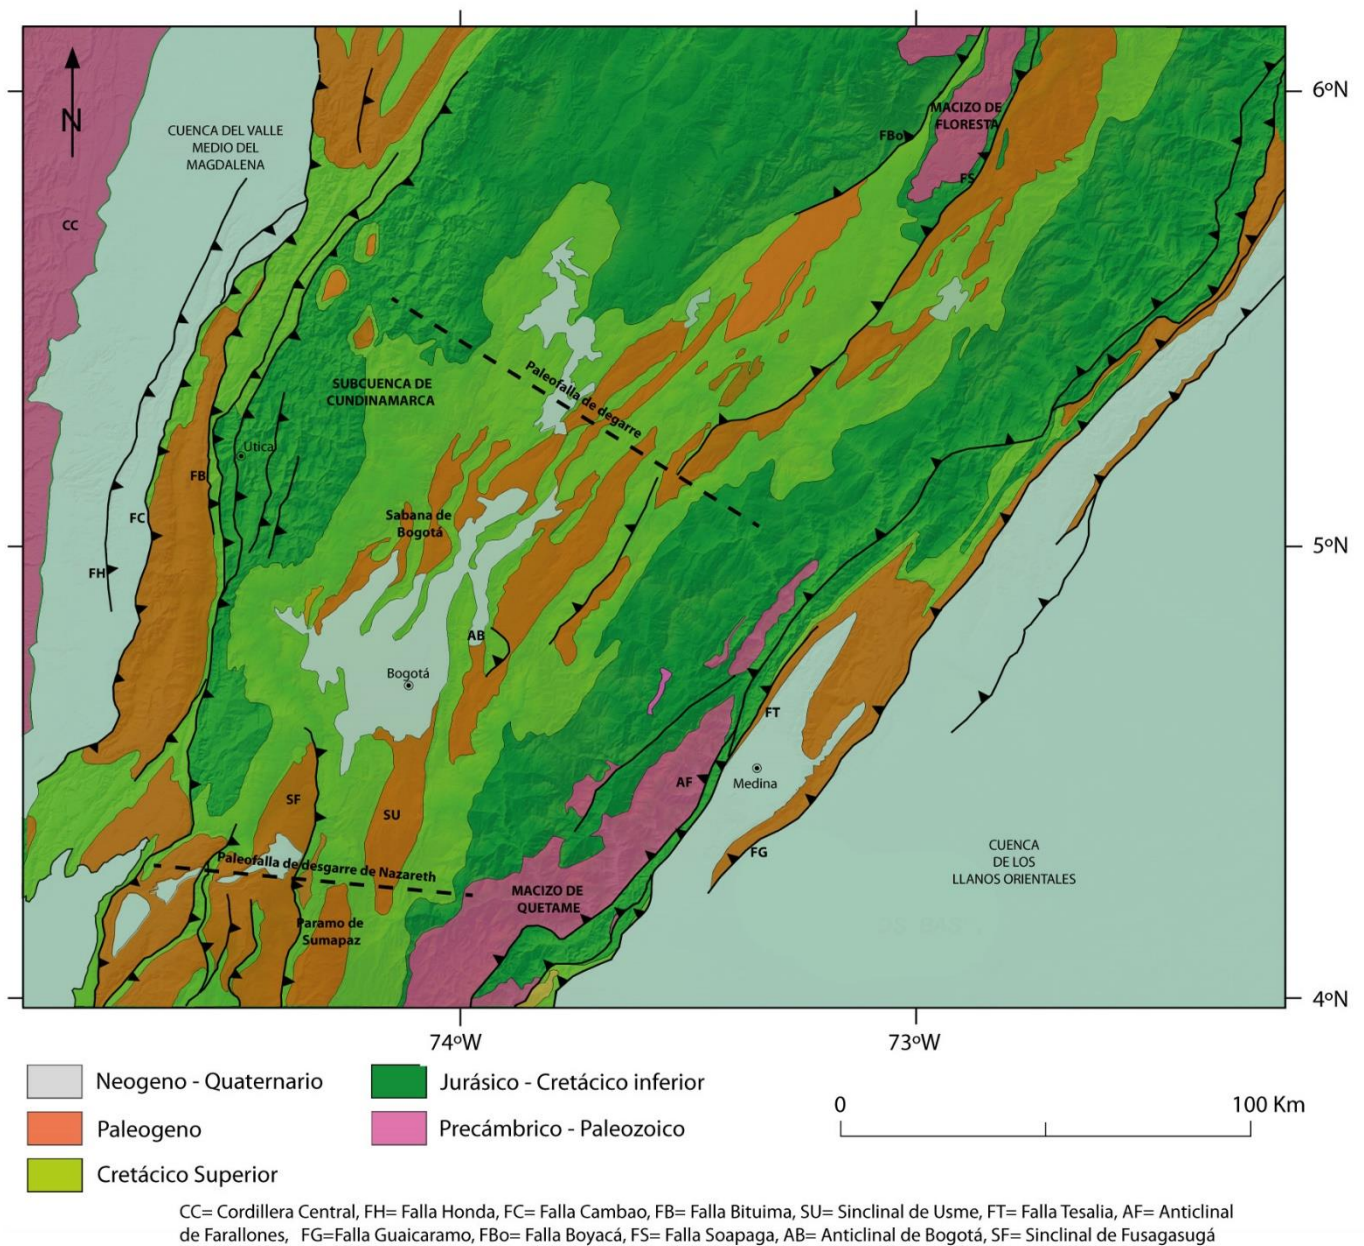 N
CUENCA DEL VALLE
MEDIO DEL
MAGDALENA
CC
FBo
MACIZO DE
FLORESTA
FS
6ºN
SUBCUENCA DE
CUNDINAMARCA
Paleofalla de degarre
Útica
FB
FC
FH
Sabana de
Bogotá
5ºN
AB
Bogotá
FT
AF
Medina
SF
SU
FG
CUENCA
DE LOS
LLANOS ORIENTALES
Paleofalla de desgarre de Nazareth
MACIZO DE
QUETAME
Paramo de
Sumapaz
4ºN
74ºW
73ºW
Neogeno - Quaternario
Jurásico - Cretácico inferior
Paleogeno
Precámbrico - Paleozoico
Cretácico Superior
0
100 Km
CC= Cordillera Central, FH= Falla Honda, FC= Falla Cambao, FB= Falla Bituima, SU= Sinclinal de Usme, FT= Falla Tesalia, AF= Anticlinal
de Farallones, FG=Falla Guaicaramo, FBo= Falla Boyacá, FS= Falla Soapaga, AB= Anticlinal de Bogotá, SF= Sinclinal de Fusagasugá